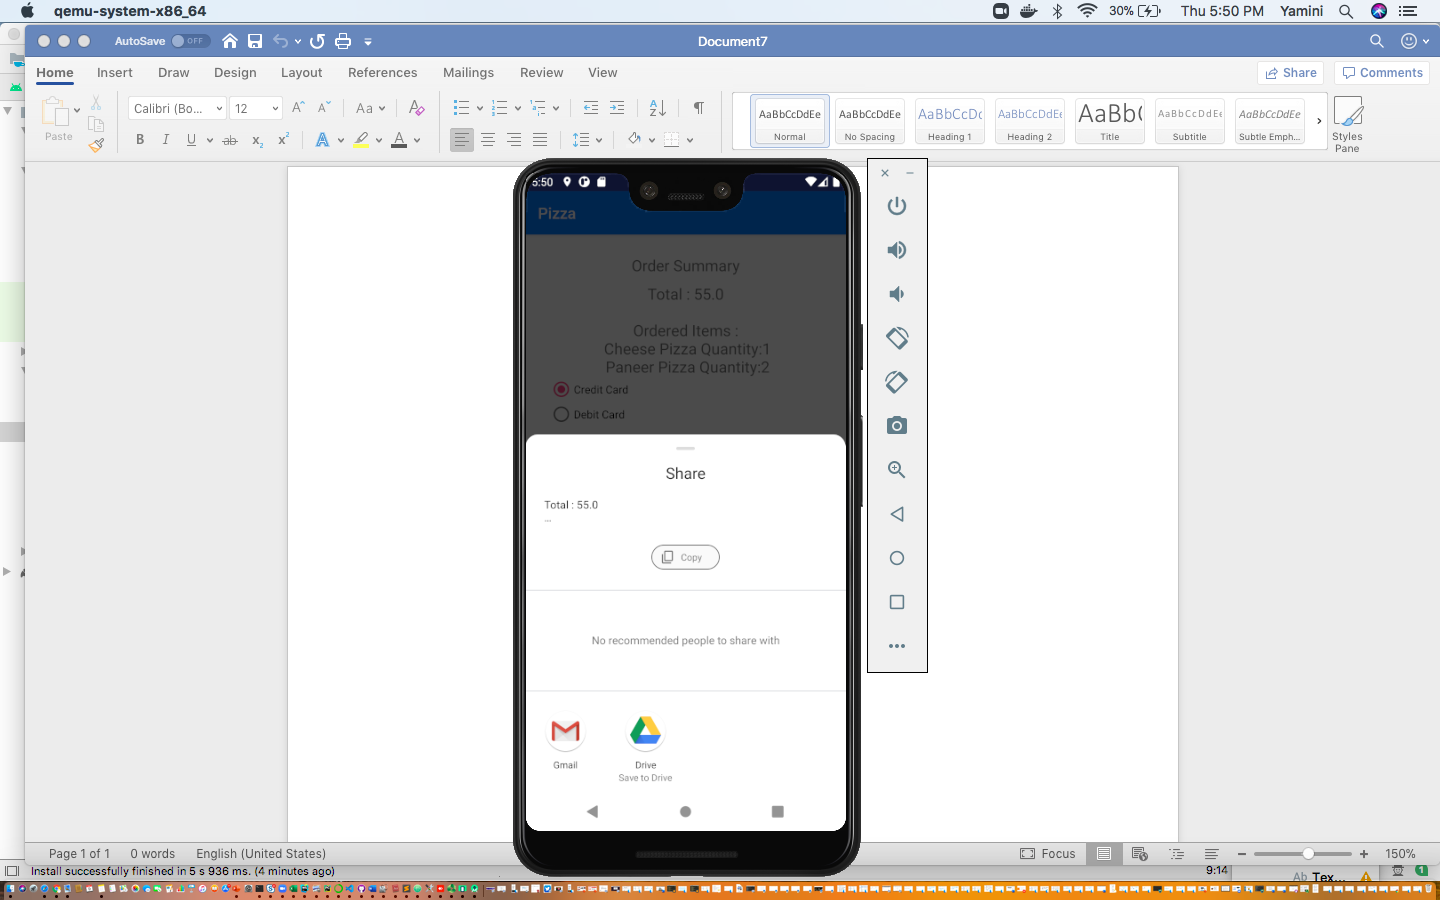 qemu-system-x86_64
30%
Thu 5:50 PM
Yamini
AutoSave
OFF
Document7
Home
Insert
Draw
Design
Layout
References
Mailings
Review
View
Share
Comments
Paste
Calibri (Bo...
12
AaBbCcDdEe
Normal
AaBbCcDdEe
No Spacing
AaBbCcDc
Heading 1
AaBbCcDdEe
Heading 2
AaBb(
Title
AaBbCcDdEe
Subtitle
AaBbCcDdEe
Subtle Emph...
Styles
Pane
5:50
Pizza
Order Summary
Total : 55.0
Ordered Items :
Cheese Pizza Quantity:1
Paneer Pizza Quantity:2
Credit Card
Debit Card
Share
Total : 55.0
...
Copy
No recommended people to share with
Gmail
Drive
Save to Drive
Page 1 of 1
0 words
English (United States)
Focus
150%
Install successfully finished in 5 s 936 ms. (4 minutes ago)
9:14
Ab Tex...
1